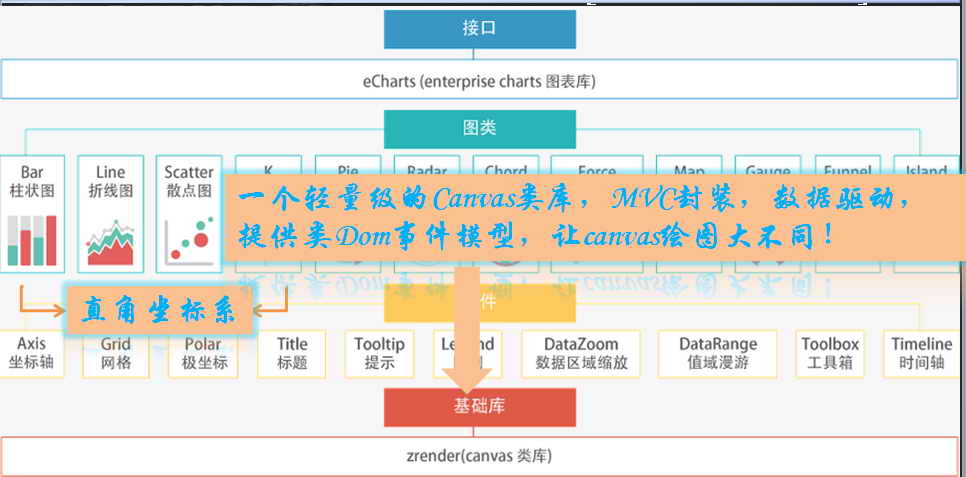 接口
eCharts (enterprise charts 图表库)
图类
Bar
柱状图
Line
折线图
Scatter
散点图
K
Pie
Radar
Chord
Force
Map
Gauge
Funnel
Island
一个轻量级的Canvas类库，MVC封装，数据驱动，
提供类Dom事件模型，让canvas绘图大不同！
直角坐标系
件
Axis
坐标轴
Grid
网格
Polar
极坐标
Title
标题
Tooltip
提示
DataZoom
数据区域缩放
DataRange
值域漫游
Toolbox
工具箱
Timeline
时间轴
基础库
zrender(canvas 类库)